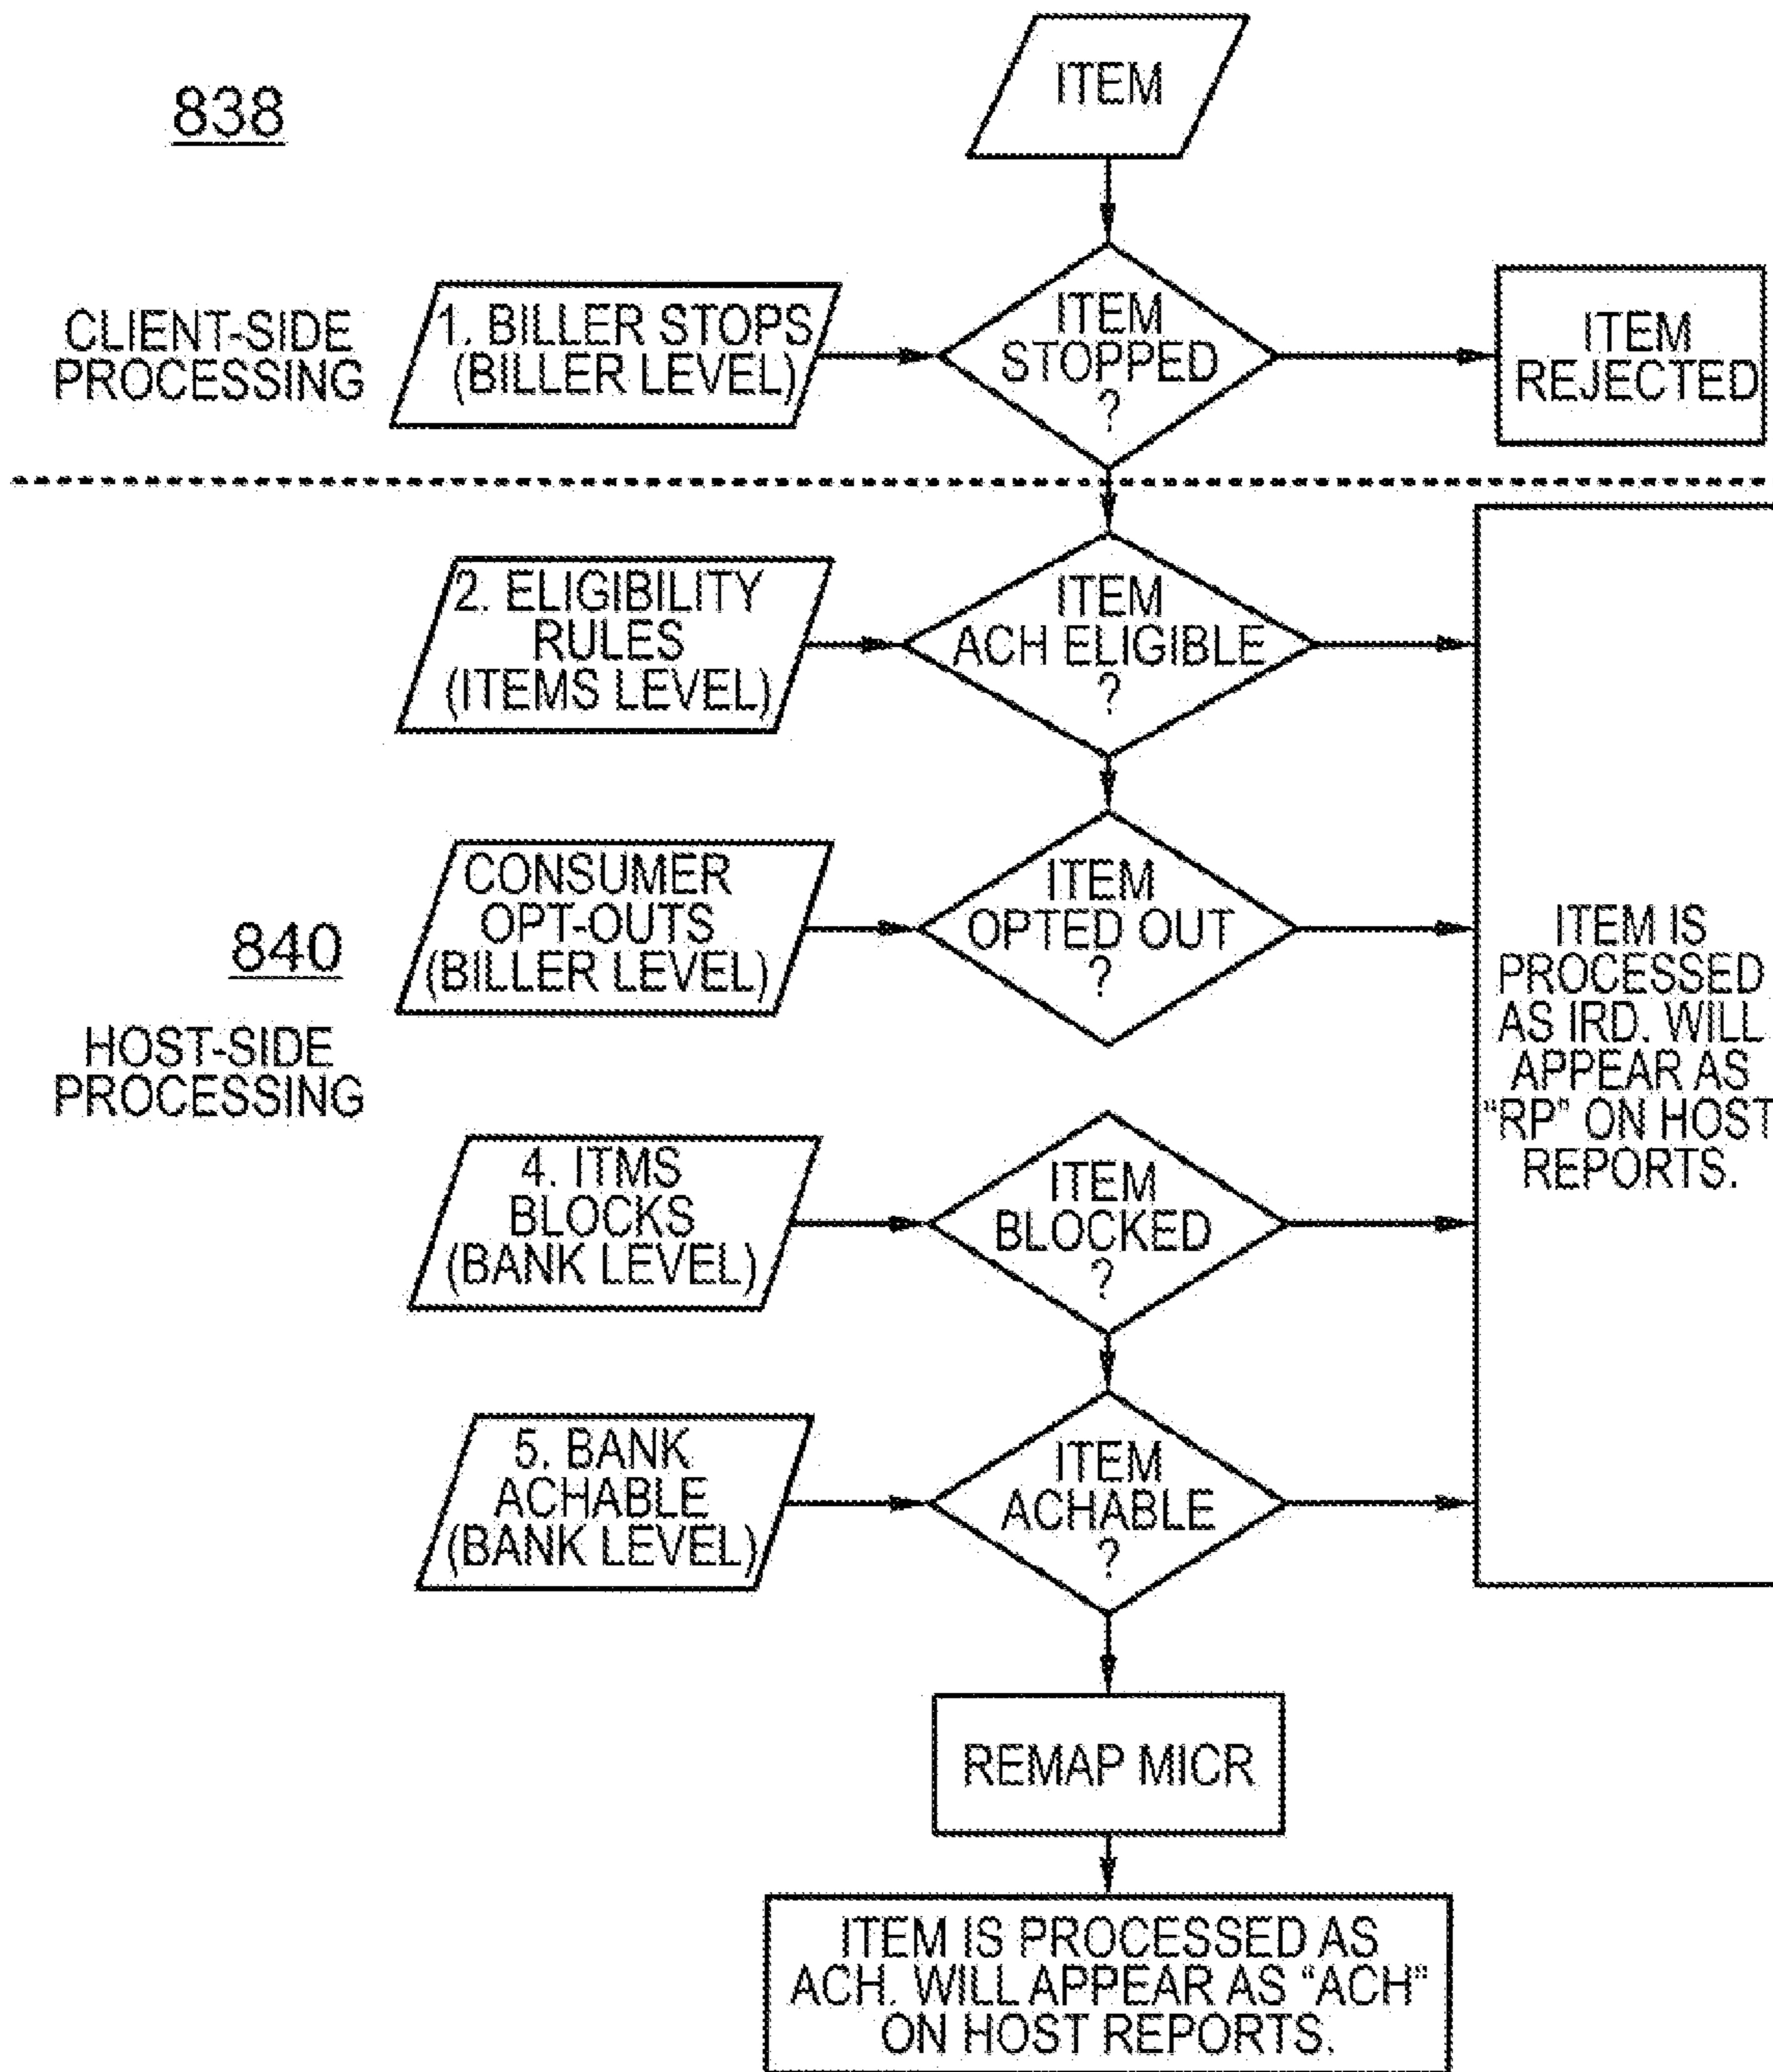 838
ITEM
CLIENT-SIDE
PROCESSING
1. BILLER STOPS
(BILLER LEVEL)
ITEM
STOPPED
?
ITEM
REJECTED
2. ELIGIBILITY
RULES
(ITEMS LEVEL)
ITEM
ACH ELIGIBLE
?
840
HOST-SIDE
PROCESSING
CONSUMER
OPT-OUTS
(BILLER LEVEL)
ITEM
OPTED OUT
?
ITEM IS
PROCESSED
AS IRD. WILL
APPEAR AS
“RP” ON HOST
REPORTS.
4. ITMS
BLOCKS
(BANK LEVEL)
ITEM
BLOCKED
?
5. BANK
ACHABLE
(BANK LEVEL)
ITEM
ACHABLE
?
REMAP MICR
ITEM IS PROCESSED AS
ACH. WILL APPEAR AS “ACH”
ON HOST REPORTS.